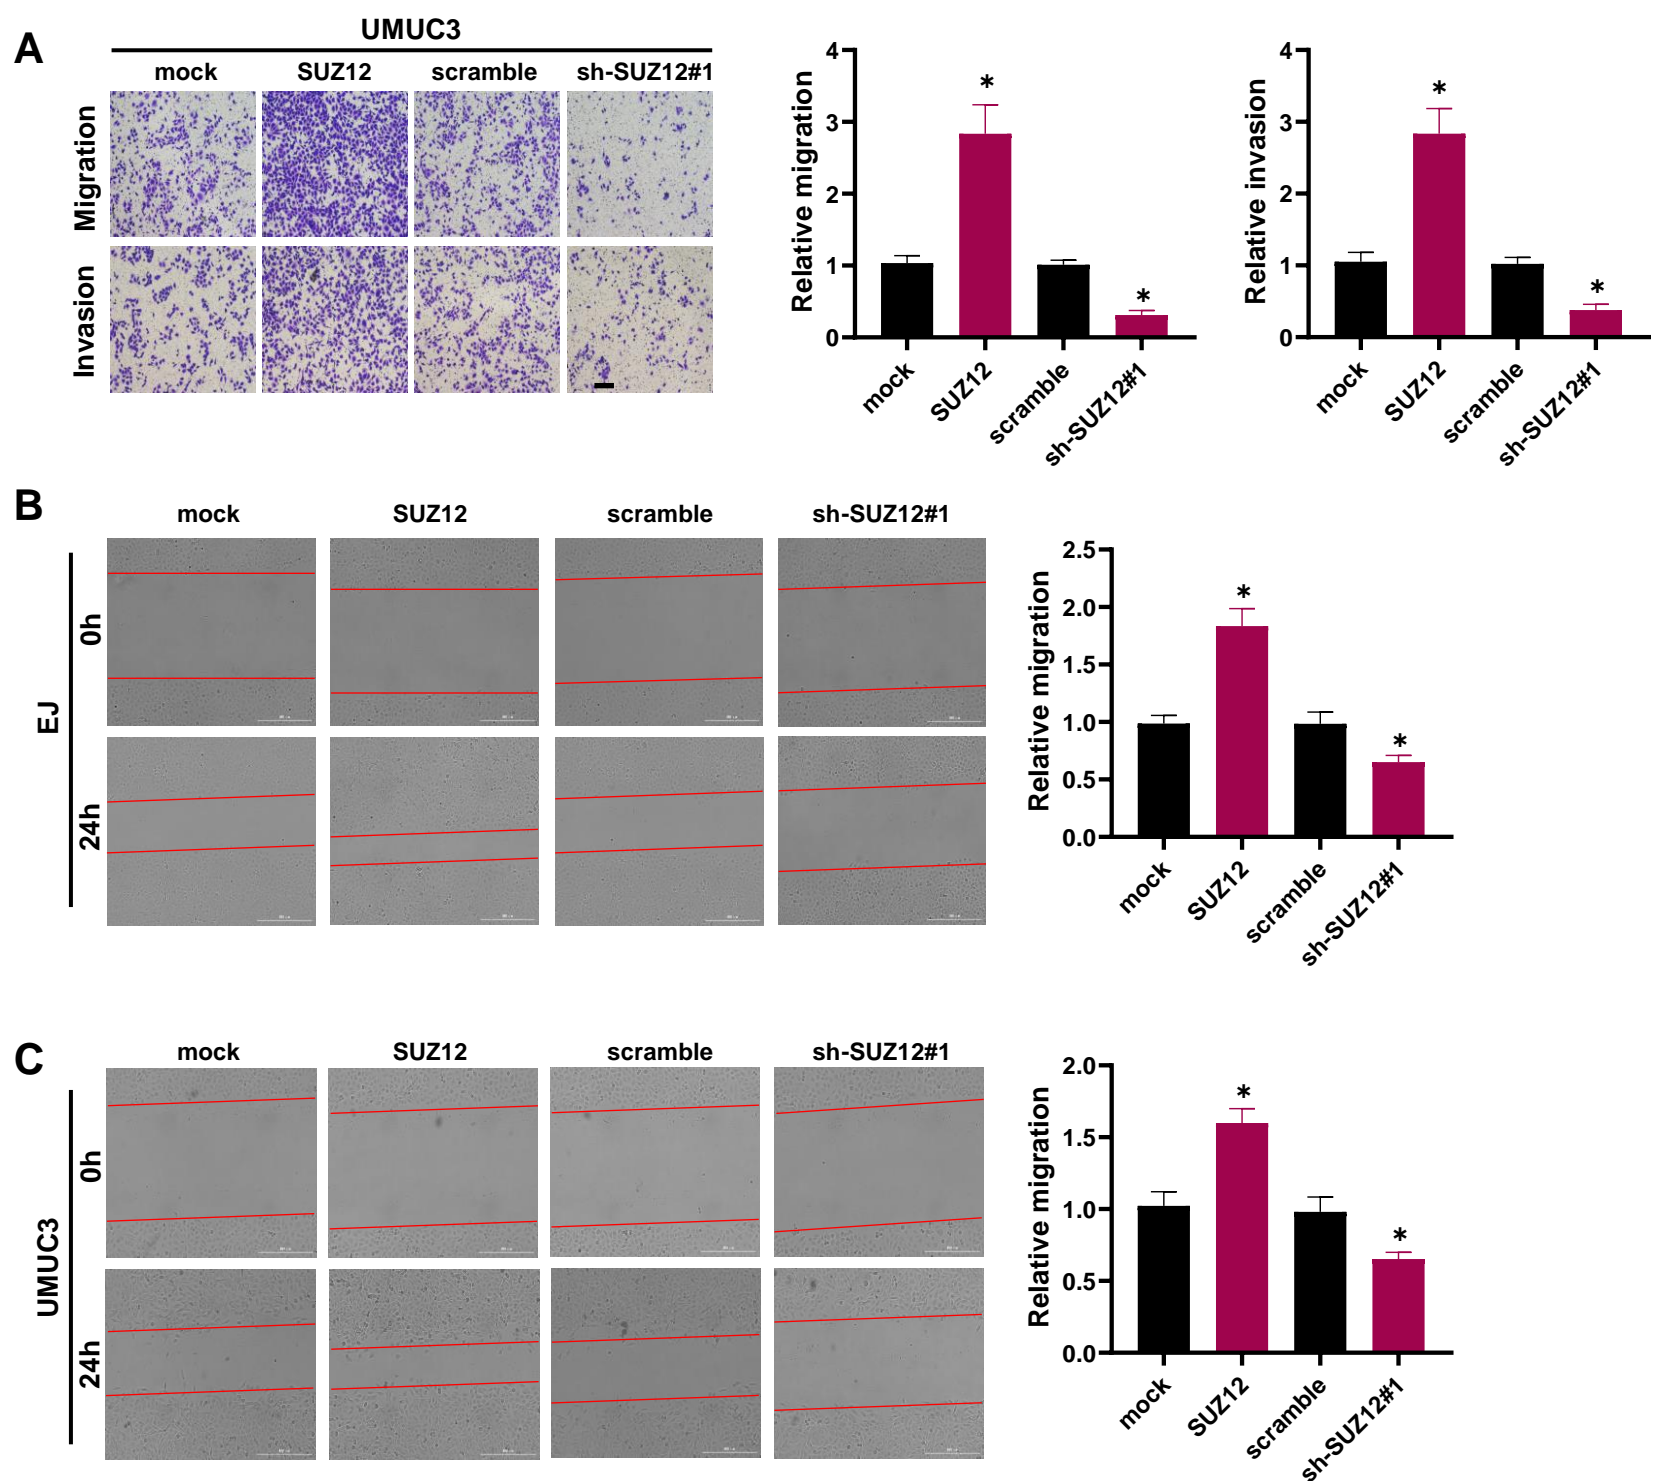 A
UMUC3
mock SUZ12 scramble sh-SUZ12#1
Migration
Invasion
Relative migration
4
3
2
1
0
*
*
mock SUZ12 scramble sh-SUZ12#1
Relative invasion
4
3
2
1
0
*
*
mock SUZ12 scramble sh-SUZ12#1
B
mock SUZ12 scramble sh-SUZ12#1
EJ
0h
24h
Relative migration
2.5
2.0
1.5
1.0
0.5
0.0
*
*
mock SUZ12 scramble sh-SUZ12#1
C
mock SUZ12 scramble sh-SUZ12#1
UMUC3
0h
24h
Relative migration
2.0
1.5
1.0
0.5
0.0
*
*
mock SUZ12 scramble sh-SUZ12#1